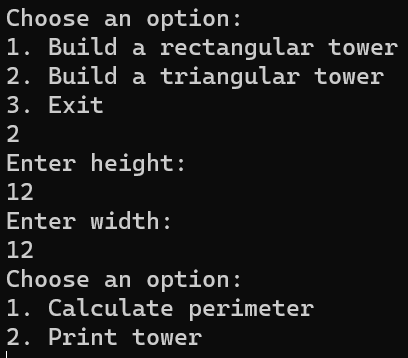 Choose an option:
1. Build a rectangular tower
2. Build a triangular tower
3. Exit
2
Enter height:
12
Enter width:
12
Choose an option:
1. Calculate perimeter
2. Print tower